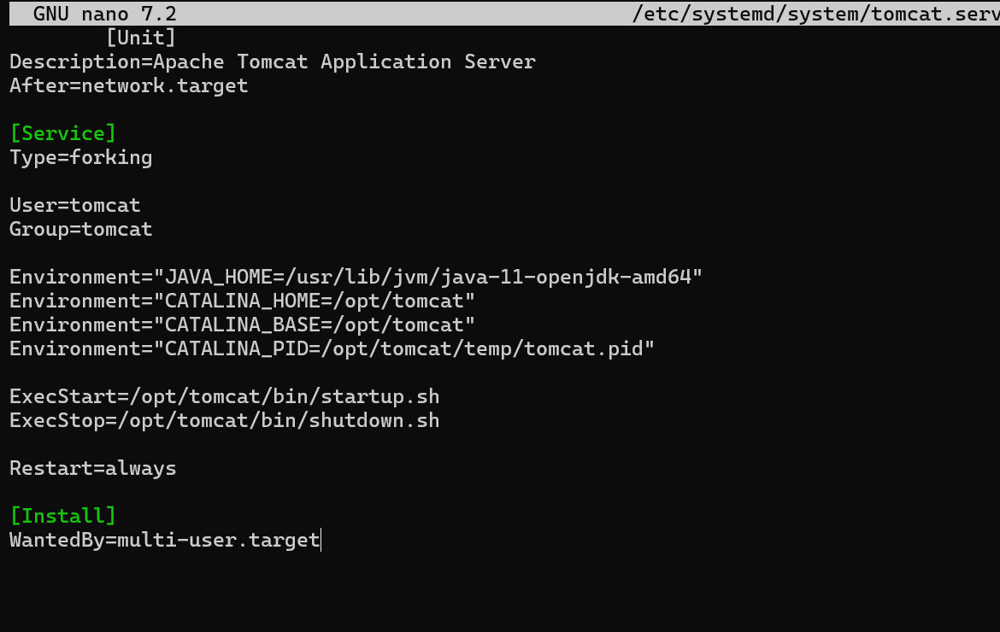 GNU nano 7.2 /etc/systemd/system/tomcat.serv
[Unit]
Description=Apache Tomcat Application Server
After=network.target
[Service]
Type=forking
User=tomcat
Group=tomcat
Environment="JAVA_HOME=/usr/lib/jvm/java-11-openjdk-amd64"
Environment="CATALINA_HOME=/opt/tomcat"
Environment="CATALINA_BASE=/opt/tomcat"
Environment="CATALINA_PID=/opt/tomcat/temp/tomcat.pid"
ExecStart=/opt/tomcat/bin/startup.sh
ExecStop=/opt/tomcat/bin/shutdown.sh
Restart=always
[Install]
WantedBy=multi-user.target